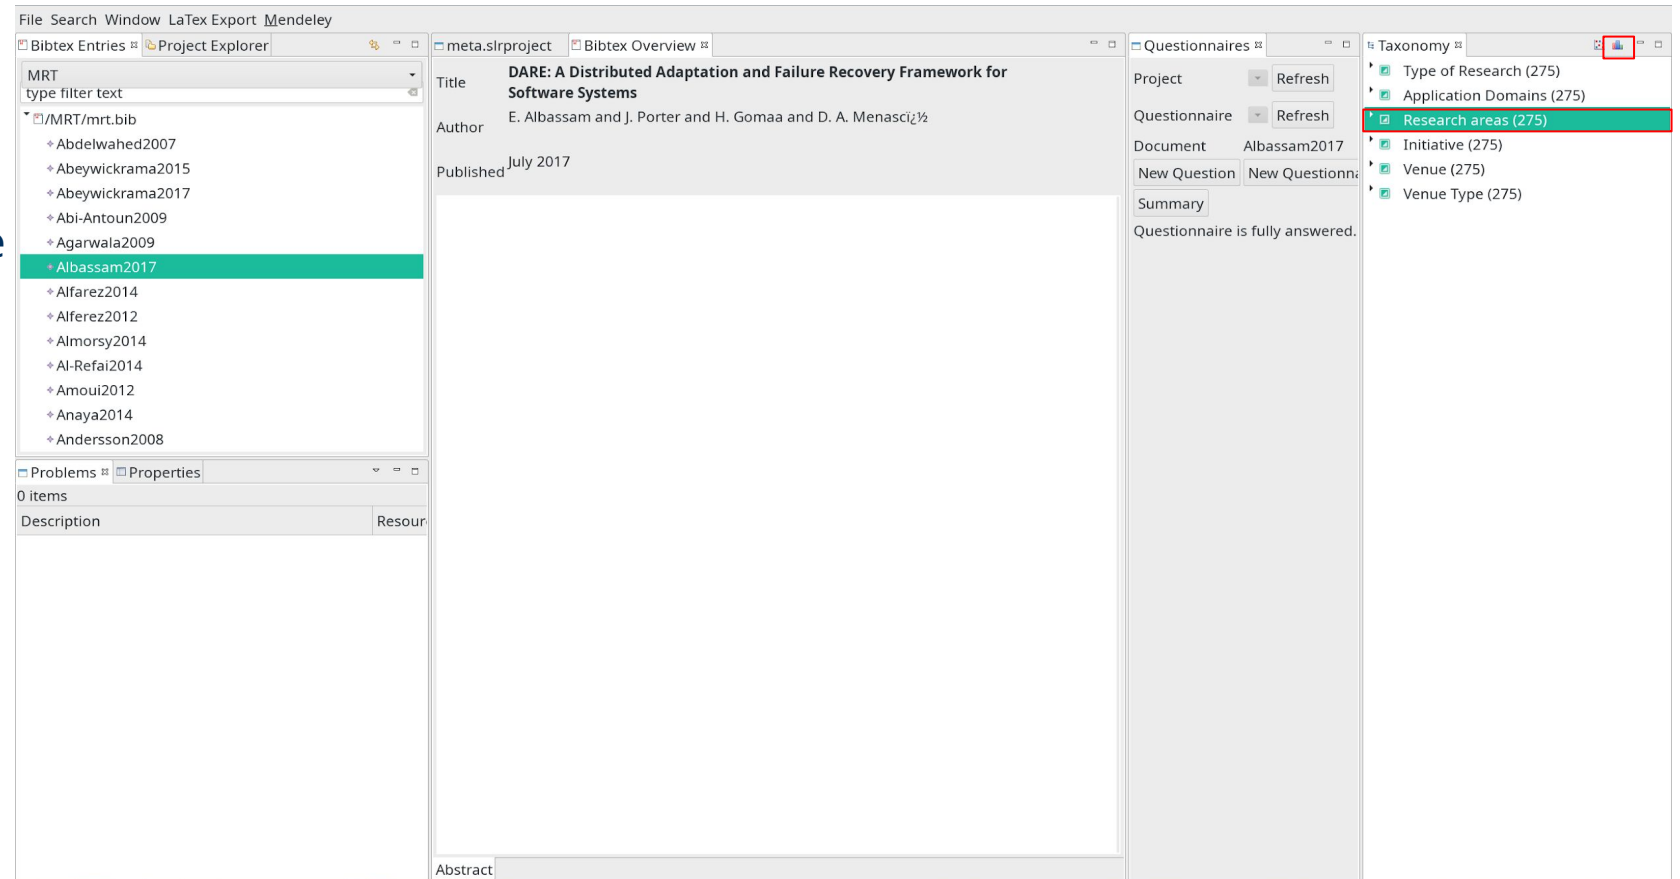 File Search Window LaTex Export Mendeley
Bibtex Entries Project Explorer
MRT
type filter text
/MRT/mrt.bib
Abdelwahed2007
Abeywickrama2015
Abeywickrama2017
Abi-Antoun2009
Agarwala2009
Albassam2017
Alfarez2014
Alferez2012
Almorsy2014
Al-Refai2014
Amoui2012
Anaya2014
Andersson2008
Problems Properties
0 items
Description Resour
meta.slrproject Bibtex Overview
Title DARE: A Distributed Adaptation and Failure Recovery Framework for
Software Systems
Author E. Albassam and J. Porter and H. Gomaa and D. A. Menascï¿½
Published July 2017
Abstract
Questionnaires
Project Refresh
Questionnaire Refresh
Document Albassam2017
New Question New Questionna
Summary
Questionnaire is fully answered.
Taxonomy
Type of Research (275)
Application Domains (275)
Research areas (275)
Initiative (275)
Venue (275)
Venue Type (275)
e